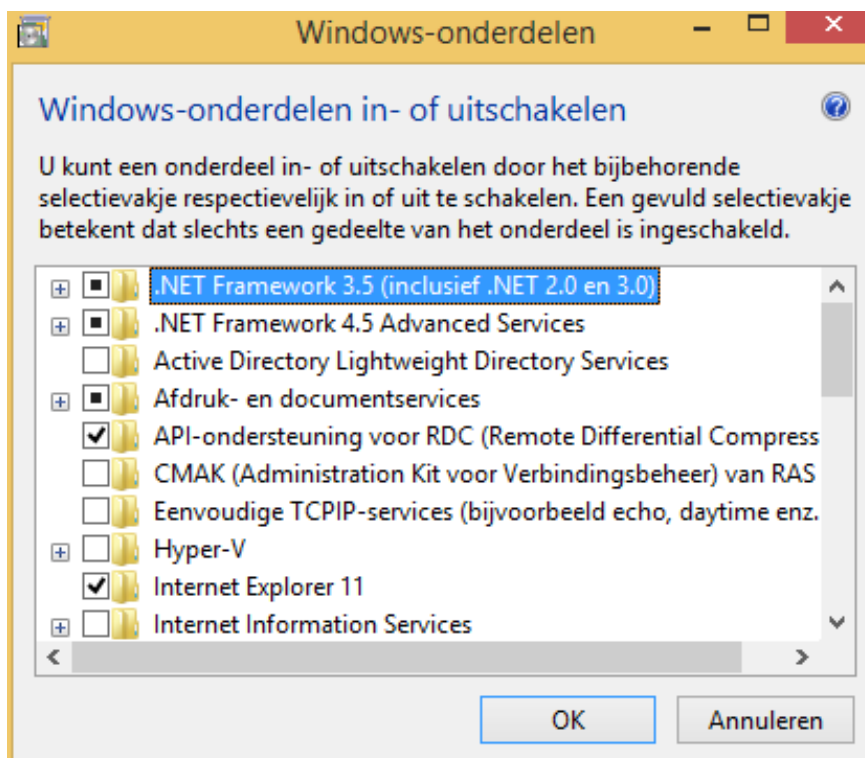 Windows-onderdelen
Windows-onderdelen in- of uitschakelen
U kunt een onderdeel in- of uitschakelen door het bijbehorende
selectievakje respectievelijk in of uit te schakelen. Een gevuld selectievakje
betekent dat slechts een gedeelte van het onderdeel is ingeschakeld.
.NET Framework 3.5 (inclusief .NET 2.0 en 3.0)
.NET Framework 4.5 Advanced Services
Active Directory Lightweight Directory Services
Afdruk- en documentservices
API-ondersteuning voor RDC (Remote Differential Compress
CMAK (Administration Kit voor Verbindingsbeheer) van RAS
Eenvoudige TCPIP-services (bijvoorbeeld echo, daytime enz.
Hyper-V
Internet Explorer 11
Internet Information Services
OK
Annuleren